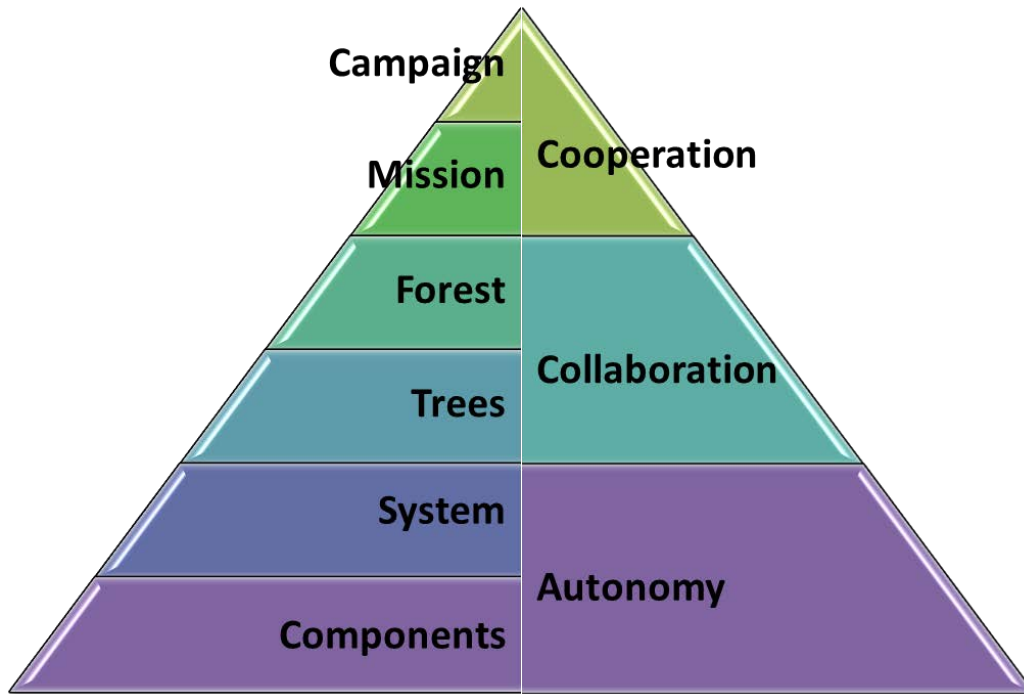 Campaign
Mission
Cooperation
Forest
Trees
Collaboration
System
Components
Autonomy